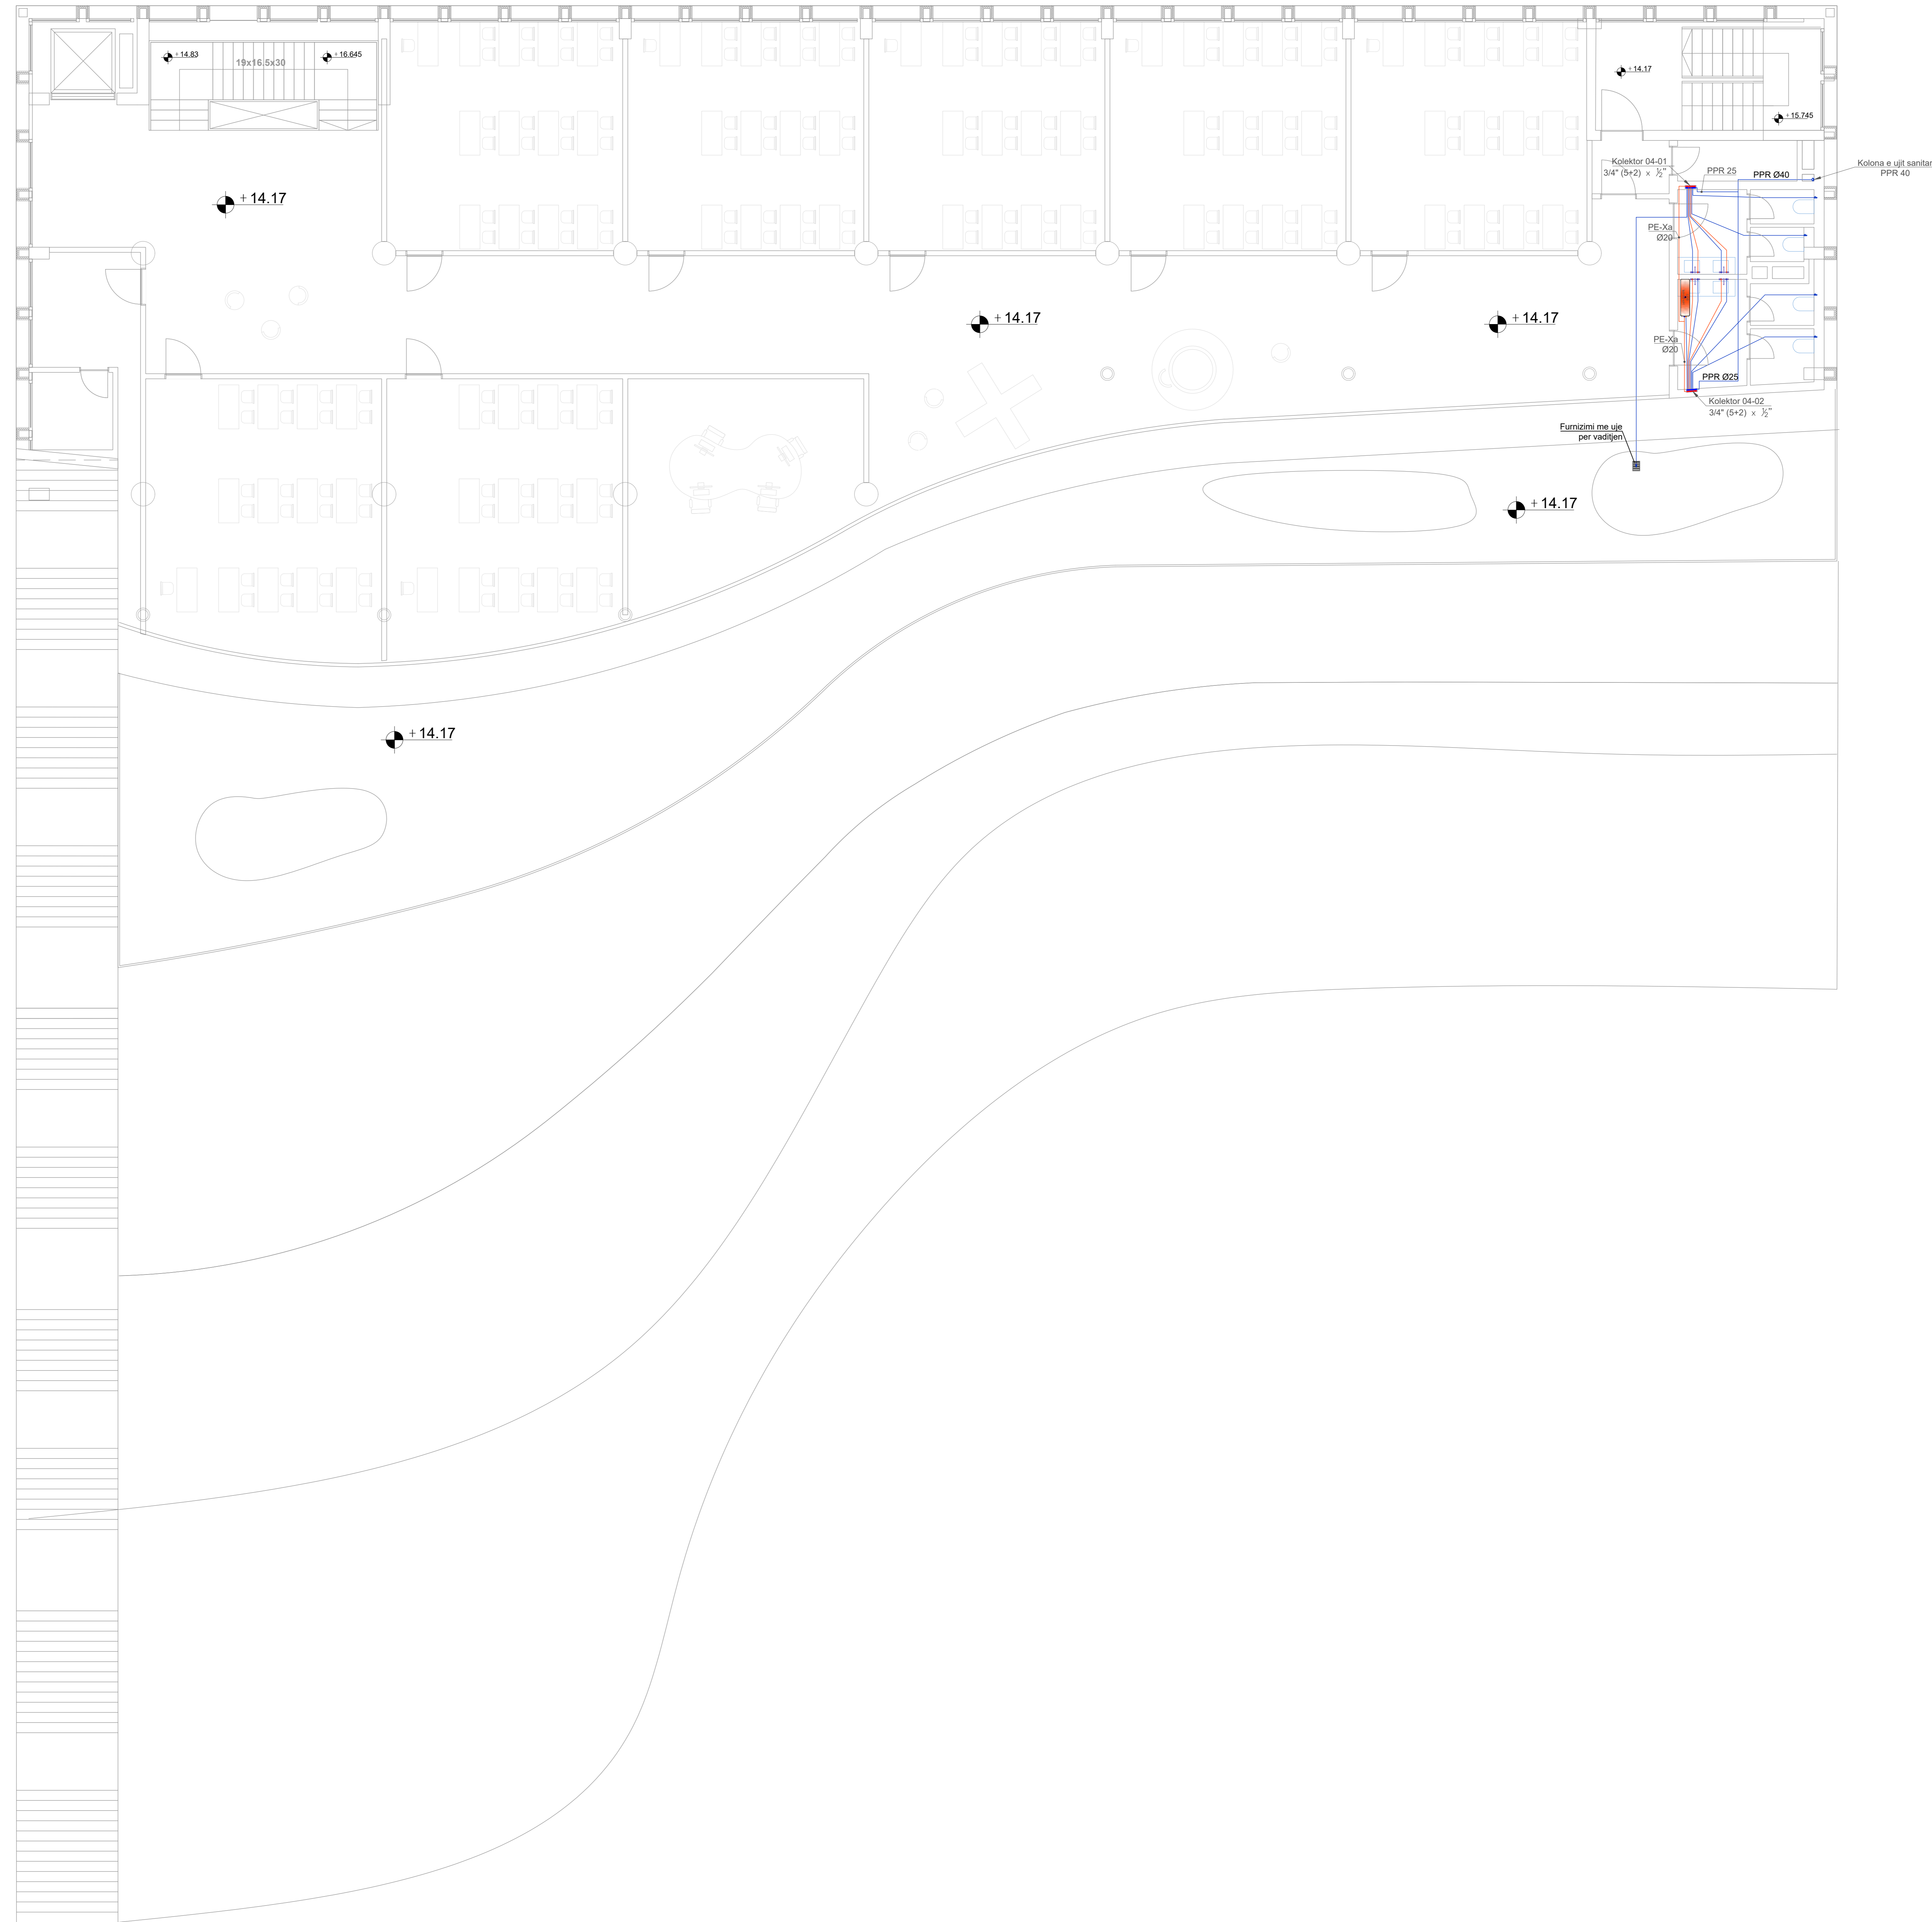 +14.83
+16.645
19x16.5x30
+14.17
+15.745
Kolektor 04-01
3/4" (5+2) x ½"
PPR 25
PPR Ø40
Kolona e ujit sanitar
PPR 40
+14.17
PE-Xa
Ø20
+14.17
+14.17
PE-Xa
Ø20
PPR Ø25
Kolektor 04-02
3/4" (5+2) x ½"
Furnizimi me uje
per vaditjen
+14.17
+14.17